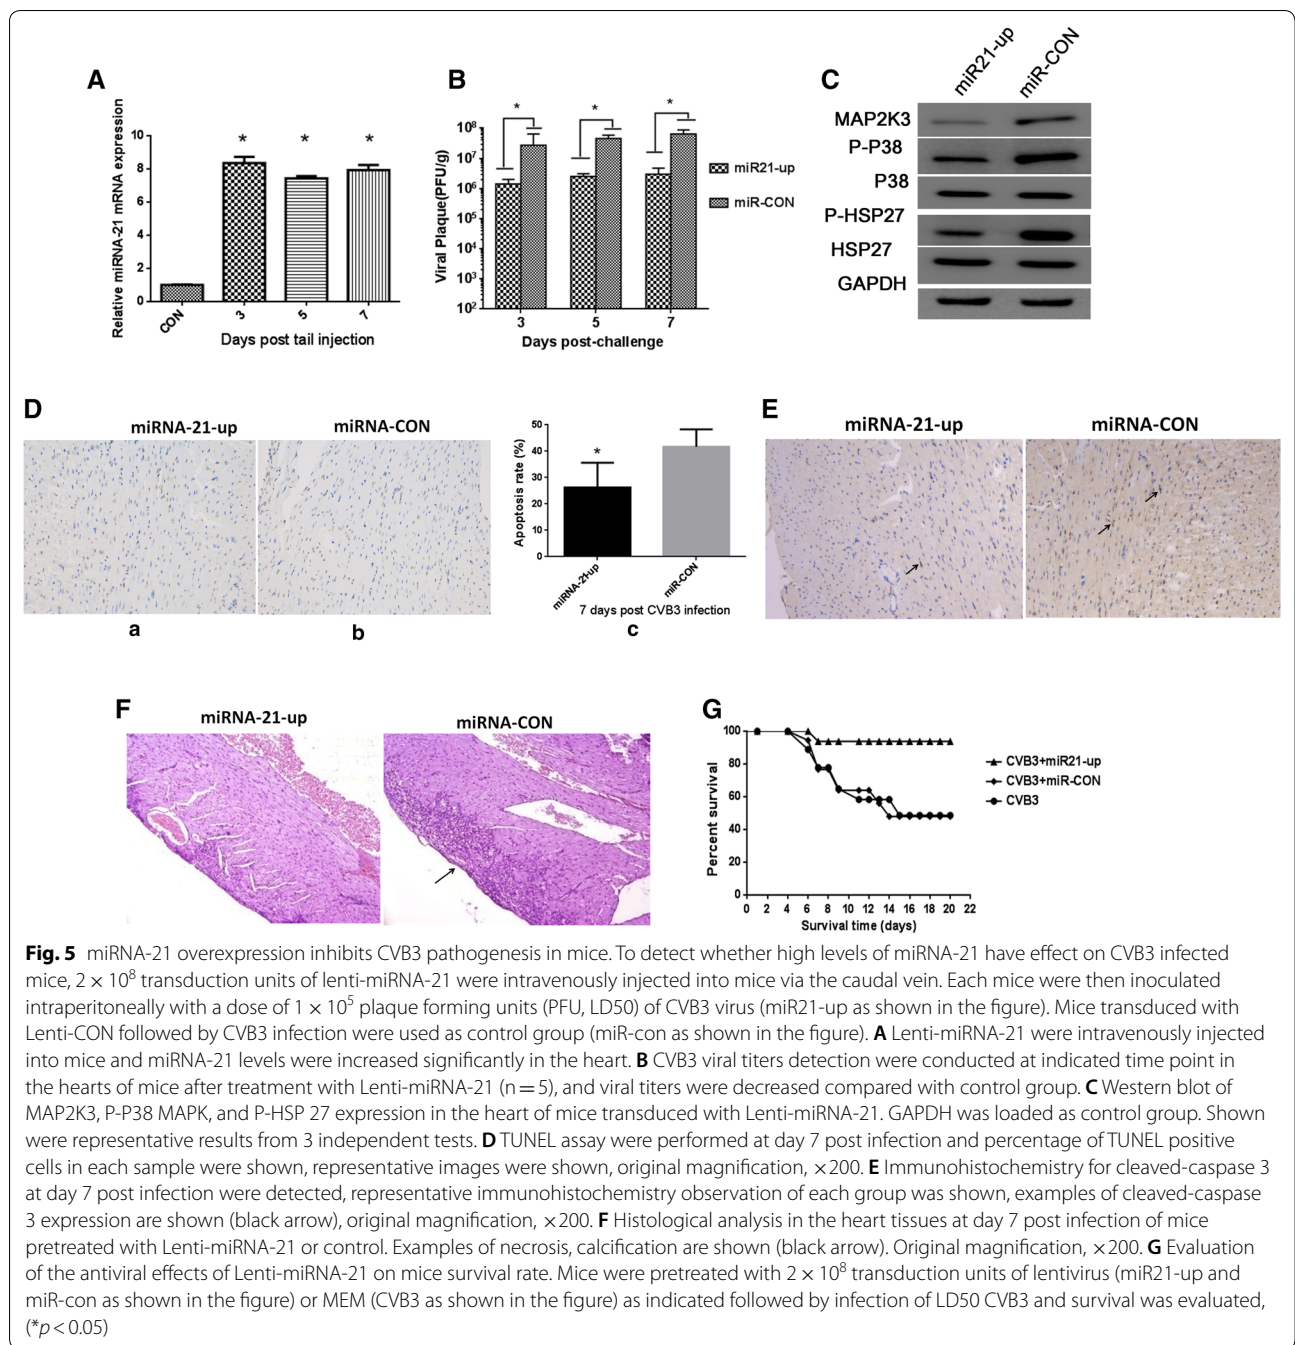 A
Relative miRNA-21 mRNA expression
10
8
6
4
2
0
*
*
*
CON
3
5
7
Days post tail injection
B
Viral Plaque(PFU/g)
10⁸
10⁷
10⁶
10⁵
10⁴
10³
10²
*
*
*
3
5
7
Days post-challenge
miR21-up
miR-CON
C
miR21-up
miR-CON
MAP2K3
P-P38
P38
P-HSP27
HSP27
GAPDH
D
miRNA-21-up
miRNA-CON
a
b
Apoptosis rate (%)
50
40
30
20
10
0
*
miRNA-21-up
miR-CON
7 days post CVB3 infection
c
E
miRNA-21-up
miRNA-CON
F
miRNA-21-up
miRNA-CON
G
Percent survival
100
80
60
40
20
0
0 2 4 6 8 10 12 14 16 18 20 22
Survival time (days)
CVB3+miR21-up
CVB3+miR-CON
CVB3
Fig. 5 miRNA-21 overexpression inhibits CVB3 pathogenesis in mice. To detect whether high levels of miRNA-21 have effect on CVB3 infected
mice, 2 × 10⁸ transduction units of lenti-miRNA-21 were intravenously injected into mice via the caudal vein. Each mice were then inoculated
intraperitoneally with a dose of 1 × 10⁵ plaque forming units (PFU, LD50) of CVB3 virus (miR21-up as shown in the figure). Mice transduced with
Lenti-CON followed by CVB3 infection were used as control group (miR-con as shown in the figure). A Lenti-miRNA-21 were intravenously injected
into mice and miRNA-21 levels were increased significantly in the heart. B CVB3 viral titers detection were conducted at indicated time point in
the hearts of mice after treatment with Lenti-miRNA-21 (n = 5), and viral titers were decreased compared with control group. C Western blot of
MAP2K3, P-P38 MAPK, and P-HSP 27 expression in the heart of mice transduced with Lenti-miRNA-21. GAPDH was loaded as control group. Shown
were representative results from 3 independent tests. D TUNEL assay were performed at day 7 post infection and percentage of TUNEL positive
cells in each sample were shown, representative images were shown, original magnification, ×200. E Immunohistochemistry for cleaved-caspase 3
at day 7 post infection were detected, representative immunohistochemistry observation of each group was shown, examples of cleaved-caspase
3 expression are shown (black arrow), original magnification, ×200. F Histological analysis in the heart tissues at day 7 post infection of mice
pretreated with Lenti-miRNA-21 or control. Examples of necrosis, calcification are shown (black arrow). Original magnification, ×200. G Evaluation
of the antiviral effects of Lenti-miRNA-21 on mice survival rate. Mice were pretreated with 2 × 10⁸ transduction units of lentivirus (miR21-up and
miR-con as shown in the figure) or MEM (CVB3 as shown in the figure) as indicated followed by infection of LD50 CVB3 and survival was evaluated,
(*p < 0.05)